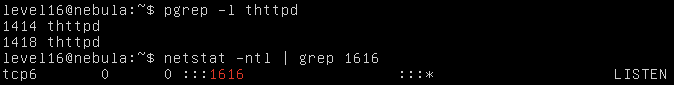 level16@nebula:~$ pgrep -l thttpd
1414 thttpd
1418 thttpd
level16@nebula:~$ netstat -ntl | grep 1616
tcp6       0      0 :::1616                 :::*                    LISTEN